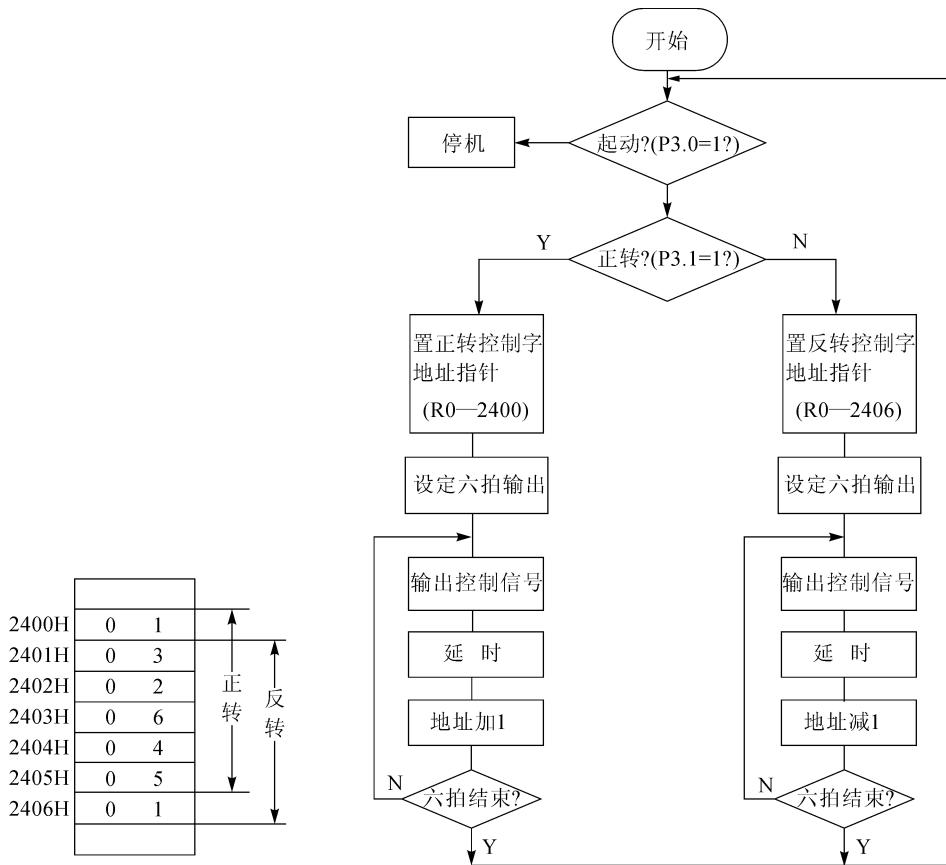 开始
停机
起动?(P3.0=1?)
Y
正转?(P3.1=1?)
N
置正转控制字
地址指针
(R0—2400)
置反转控制字
地址指针
(R0—2406)
设定六拍输出
设定六拍输出
输出控制信号
输出控制信号
延 时
延 时
地址加1
地址减1
N
六拍结束?
Y
N
六拍结束?
Y
2400H 0 1
2401H 0 3
2402H 0 2
2403H 0 6
2404H 0 4
2405H 0 5
2406H 0 1
正转
反转